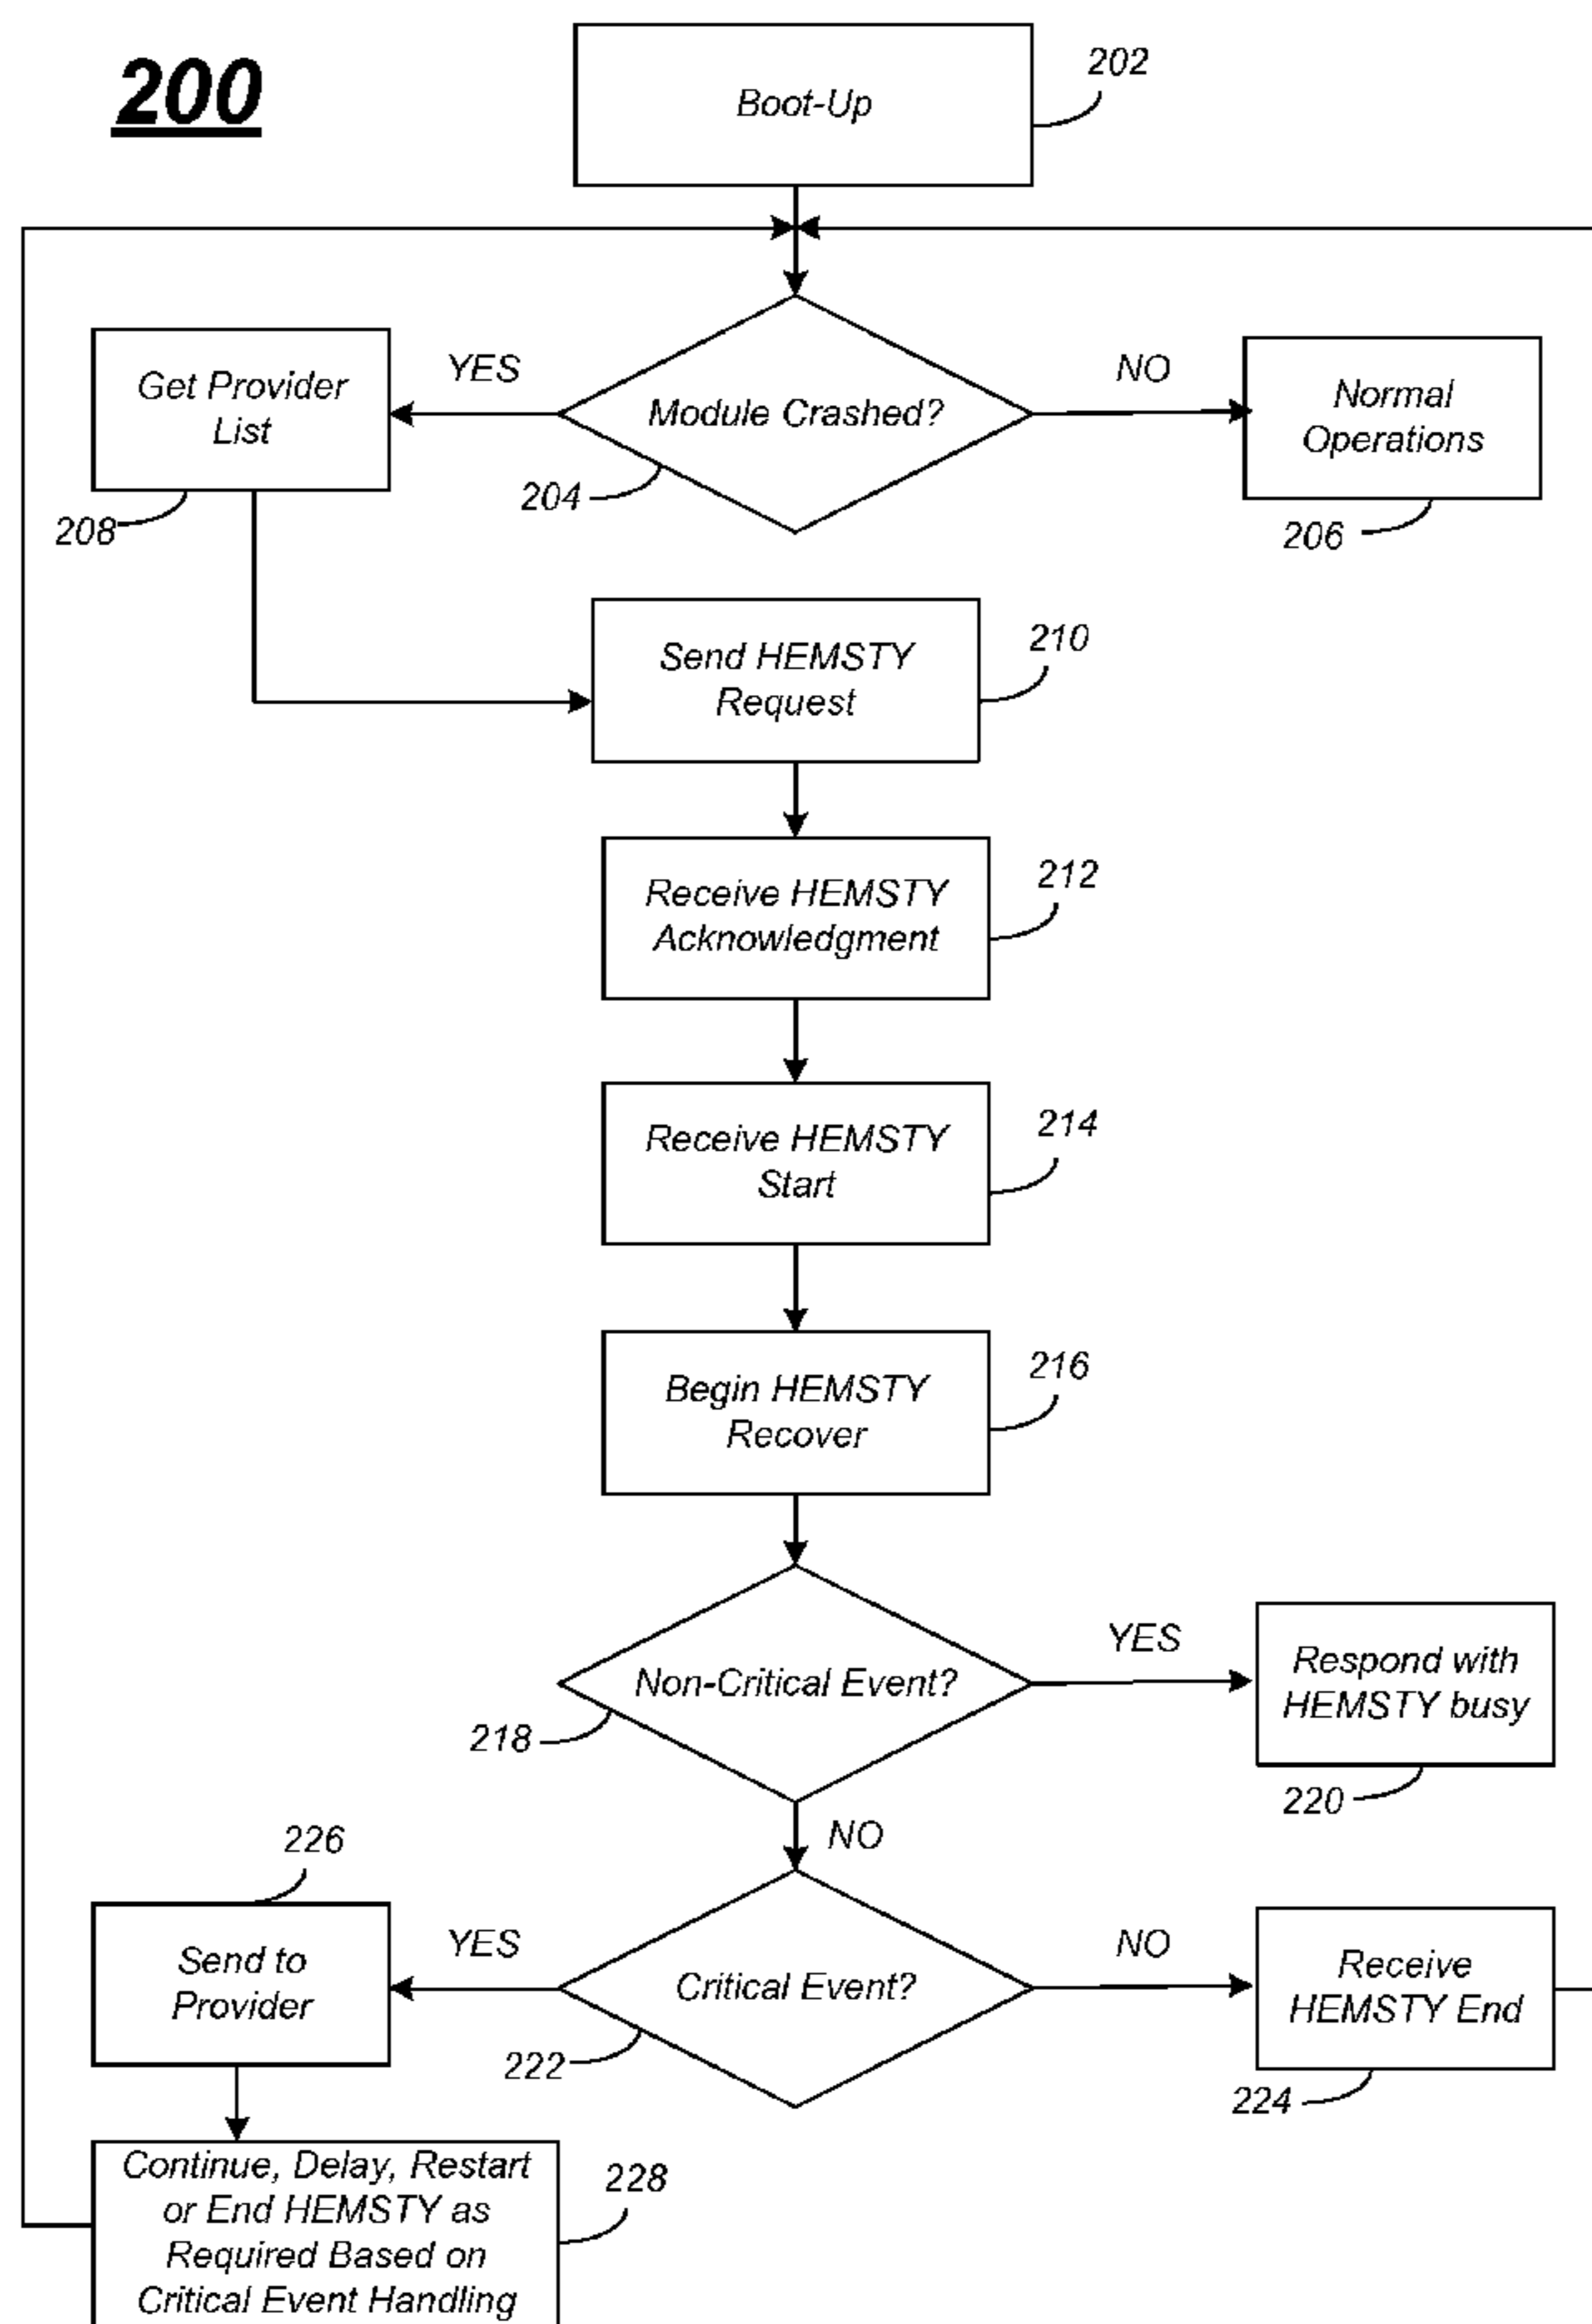 200
Boot-Up
202
Get Provider
List
YES
Module Crashed?
NO
Normal
Operations
208
204
206
Send HEMSTY
Request
210
Receive HEMSTY
Acknowledgment
212
Receive HEMSTY
Start
214
Begin HEMSTY
Recover
216
Non-Critical Event?
YES
Respond with
HEMSTY busy
218
220
NO
226
Send to
Provider
YES
Critical Event?
NO
Receive
HEMSTY End
222
224
Continue, Delay, Restart
or End HEMSTY as
Required Based on
Critical Event Handling
228